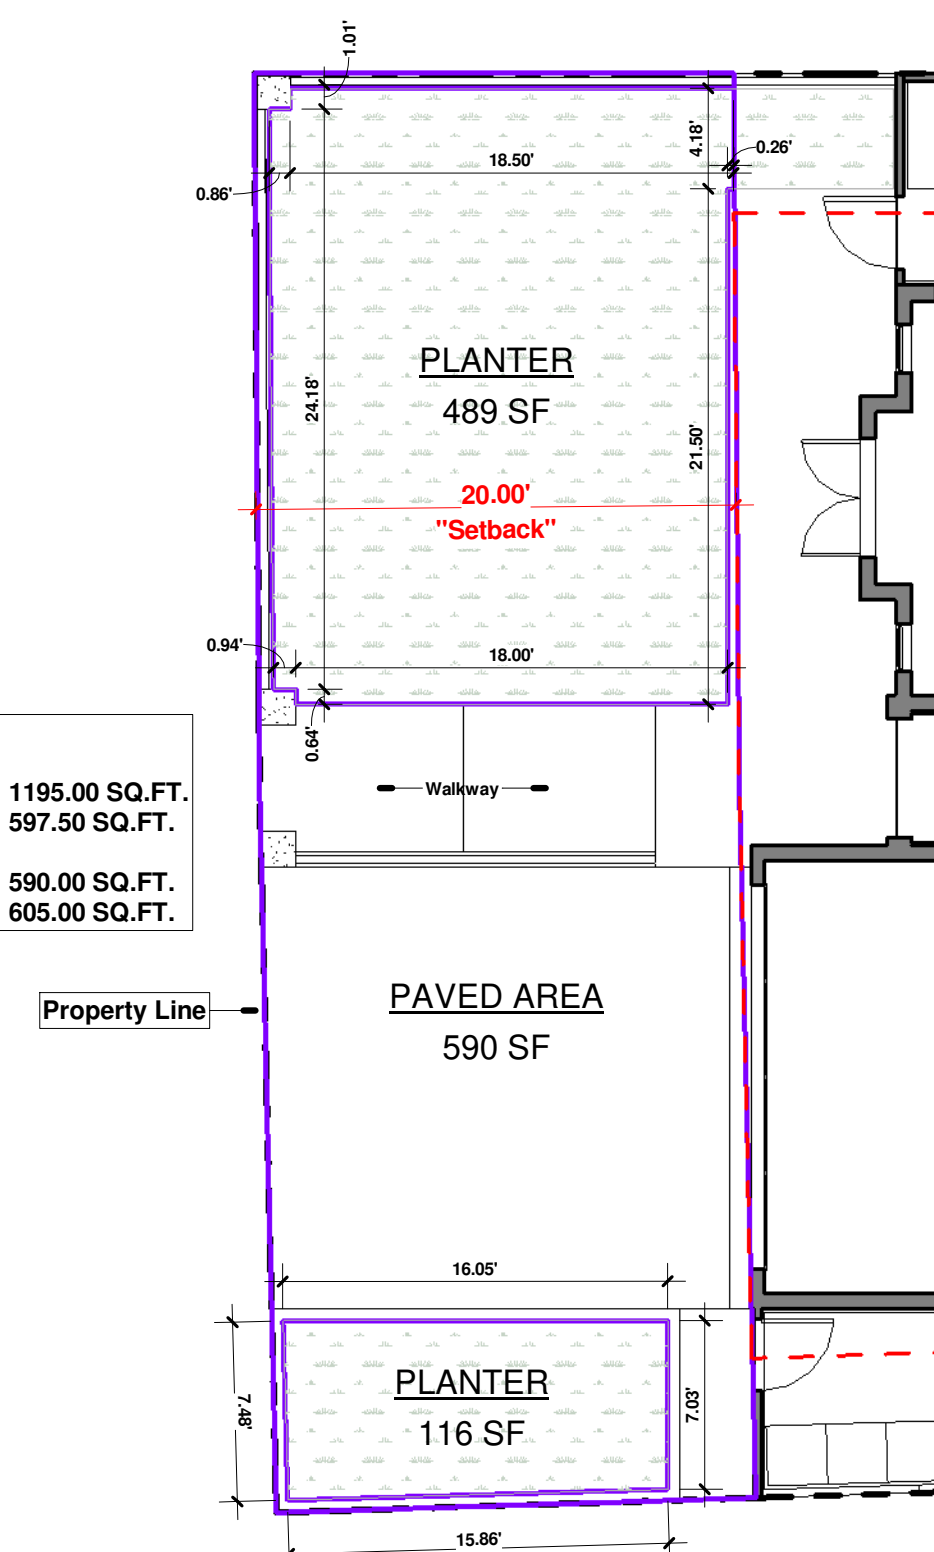 1.01'
4.18'
0.26'
18.50'
0.86'
PLANTER
489 SF
24.18'
21.50'
20.00'
"Setback"
0.94'
18.00'
0.64'
Walkway
1195.00 SQ.FT.
597.50 SQ.FT.
590.00 SQ.FT.
605.00 SQ.FT.
Property Line
PAVED AREA
590 SF
16.05'
PLANTER
116 SF
7.48'
7.03'
15.86'